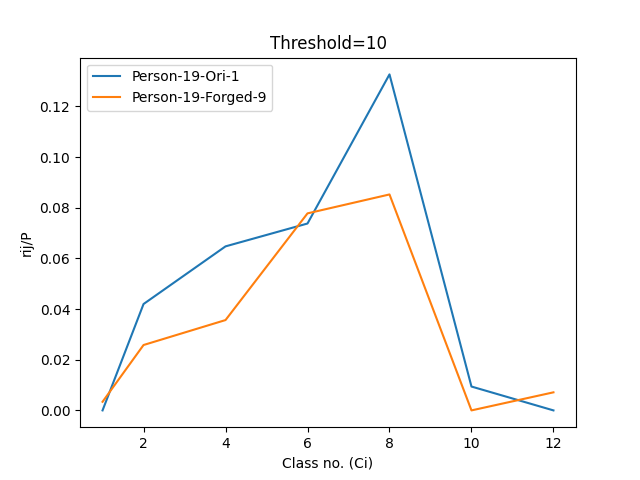 Threshold=10
Person-19-Ori-1
Person-19-Forged-9
0.12
0.10
0.08
0.06
0.04
0.02
0.00
rij/P
2 4 6 8 10 12
Class no. (Ci)